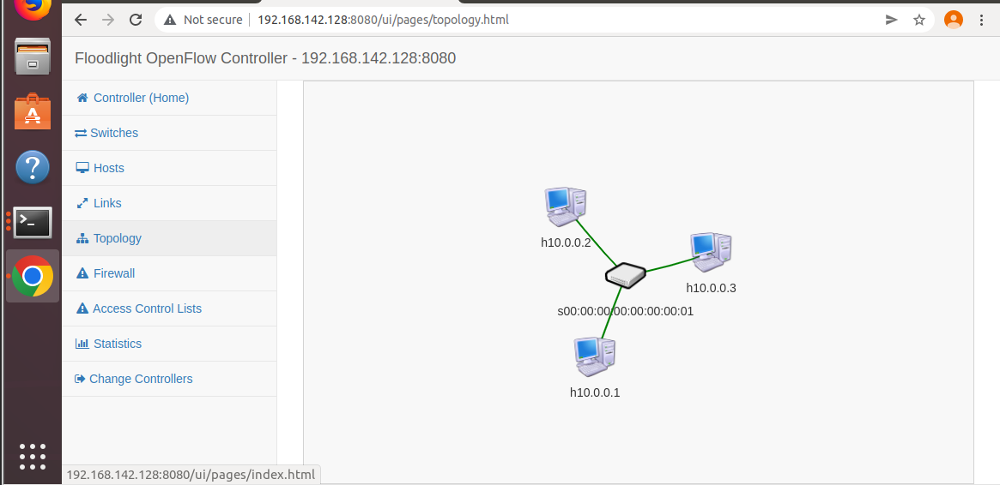 Not secure 192.168.142.128:8080/ui/pages/topology.html
Floodlight OpenFlow Controller - 192.168.142.128:8080
Controller (Home)
Switches
Hosts
Links
Topology
Firewall
Access Control Lists
Statistics
Change Controllers
h10.0.0.2
h10.0.0.3
s00:00:00:00:00:00:00:01
h10.0.0.1
192.168.142.128:8080/ui/pages/index.html